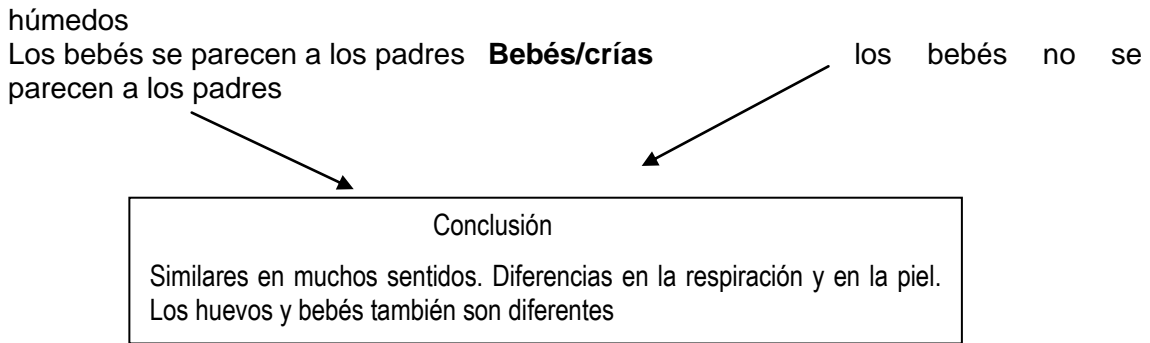 húmedos
Los bebés se parecen a los padres Bebés/crías los bebés no se
parecen a los padres
Conclusión
Similares en muchos sentidos. Diferencias en la respiración y en la piel.
Los huevos y bebés también son diferentes